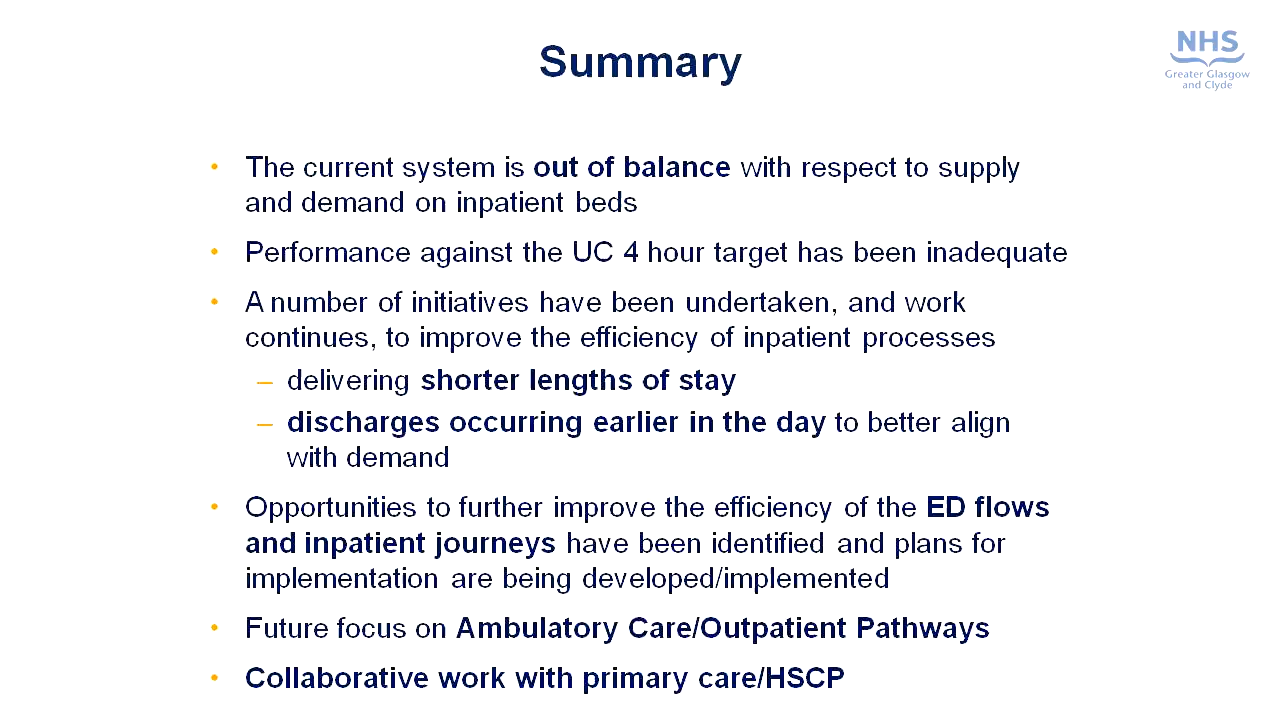 Summary
NHS
Greater Glasgow
and Clyde
• The current system is out of balance with respect to supply
and demand on inpatient beds
• Performance against the UC 4 hour target has been inadequate
• A number of initiatives have been undertaken, and work
continues, to improve the efficiency of inpatient processes
– delivering shorter lengths of stay
– discharges occurring earlier in the day to better align
with demand
• Opportunities to further improve the efficiency of the ED flows
and inpatient journeys have been identified and plans for
implementation are being developed/implemented
• Future focus on Ambulatory Care/Outpatient Pathways
• Collaborative work with primary care/HSCP